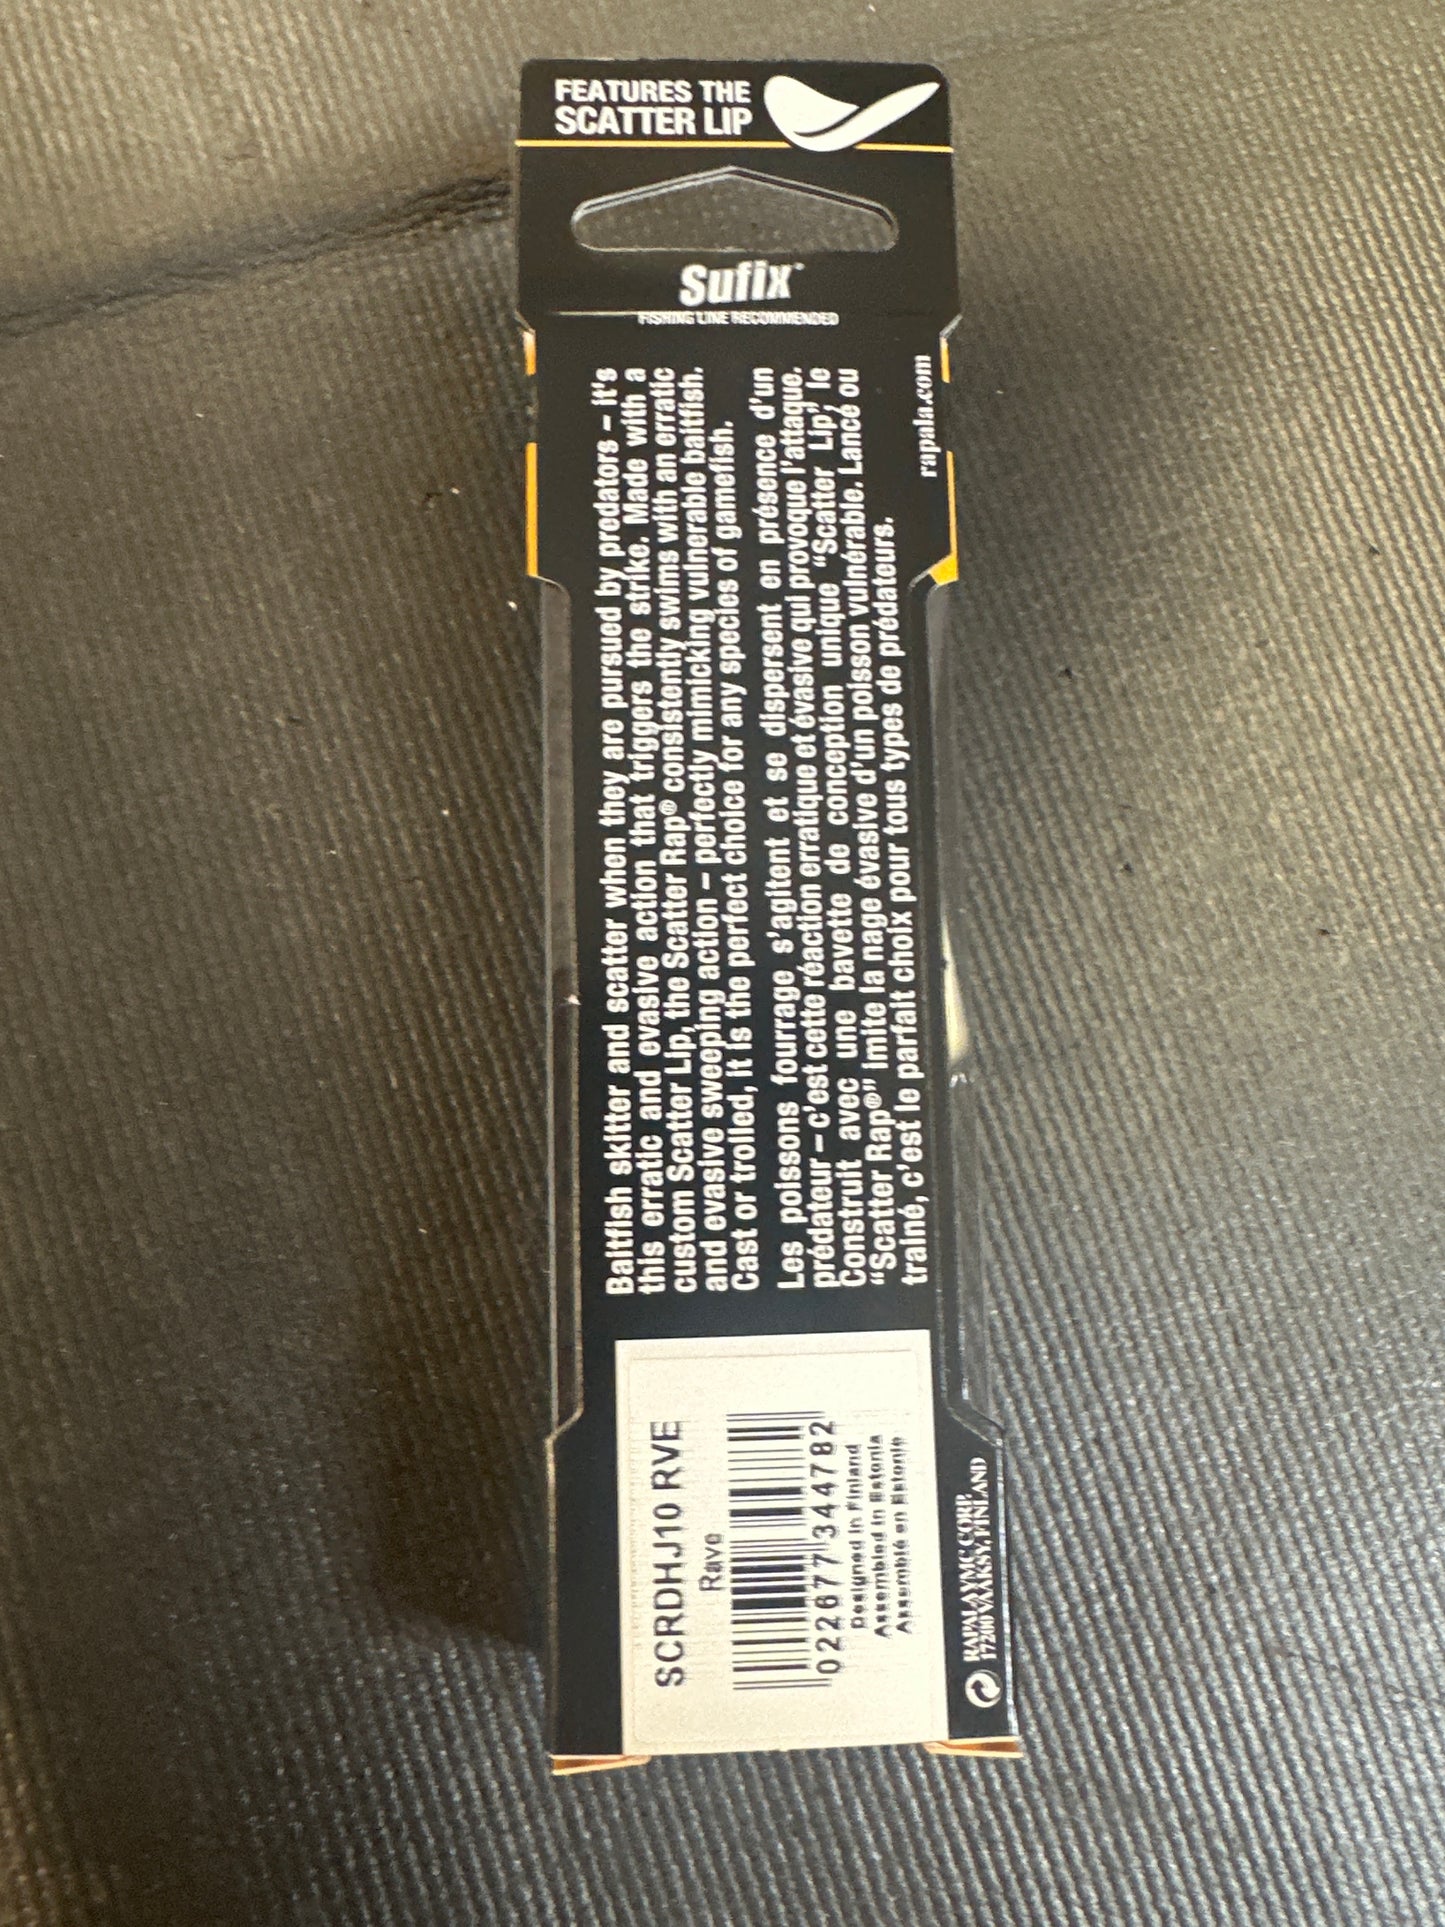 FEATURES THE
SCATTER LIP
Sufix™
FISHING LINE RECOMMENDED
rapala.com
Baitfish skitter and scatter when they are pursued by predators – it's
this erratic and evasive action that triggers the strike. Made with a
custom Scatter Lip, the Scatter Rap® consistently swims with an erratic
and evasive sweeping action – perfectly mimicking vulnerable baitfish.
Cast or trolled, it is the perfect choice for any species of gamefish.
Les poissons fourrage s'agitent et se dispersent en présence d'un
prédateur – c'est cette réaction erratique et évasive qui provoque l'attaque.
Construit avec une bavette de conception unique “Scatter Lip”, le
“Scatter Rap®” imite la nage évasive d'un poisson vulnérable. Lancé ou
trainé, c'est le parfait choix pour tous types de prédateurs.
SCRDHJ10 RVE
Rave
022677344782
Designed in Finland
Assembled in Estonia
Assemblé en Estonie
RAPALA VMC CORP.
17200 VÄÄKSY, FINLAND